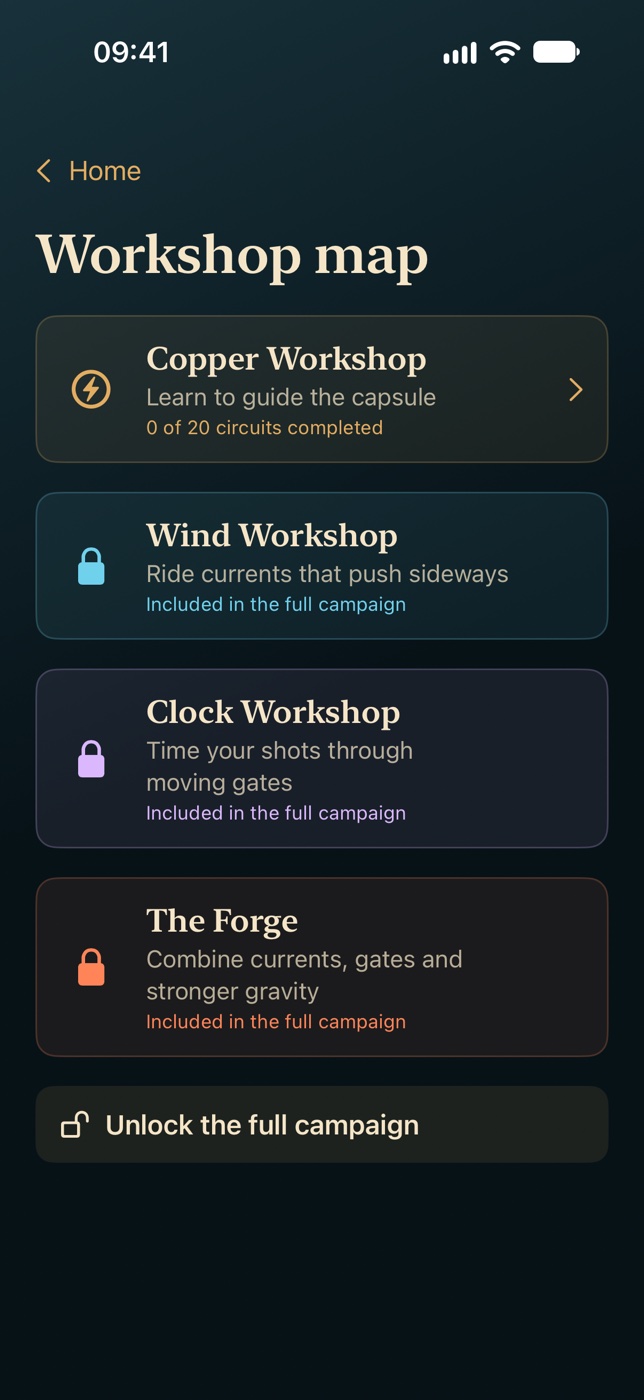 09:41
Home
Workshop map
Copper Workshop
Learn to guide the capsule
0 of 20 circuits completed
Wind Workshop
Ride currents that push sideways
Included in the full campaign
Clock Workshop
Time your shots through
moving gates
Included in the full campaign
The Forge
Combine currents, gates and
stronger gravity
Included in the full campaign
Unlock the full campaign